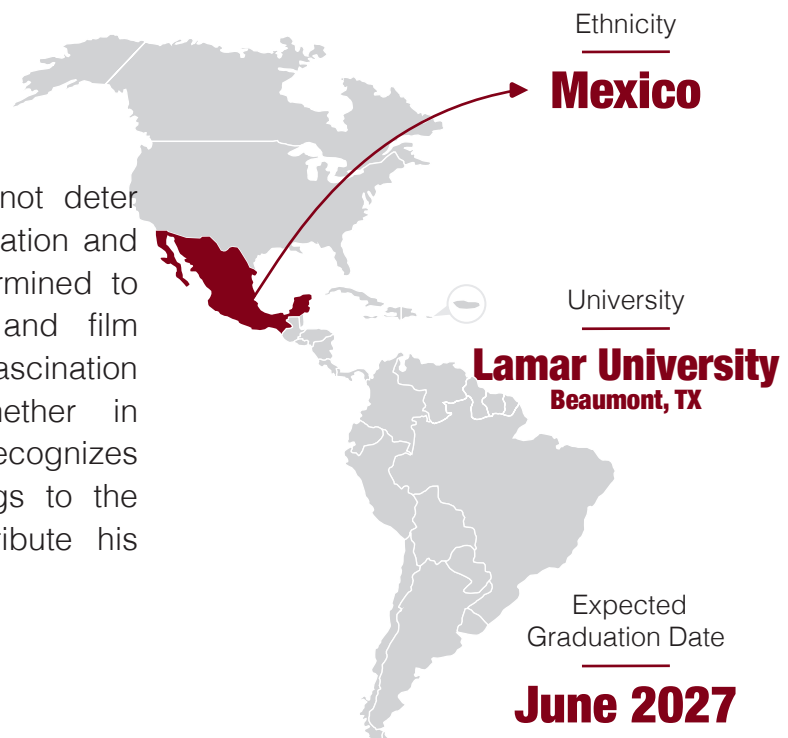 Ethnicity
Mexico
not deter
ation and
rmined to
and film
ascination
ether in
ecognizes
gs to the
ibute his
University
Lamar University
Beaumont, TX
Expected
Graduation Date
June 2027